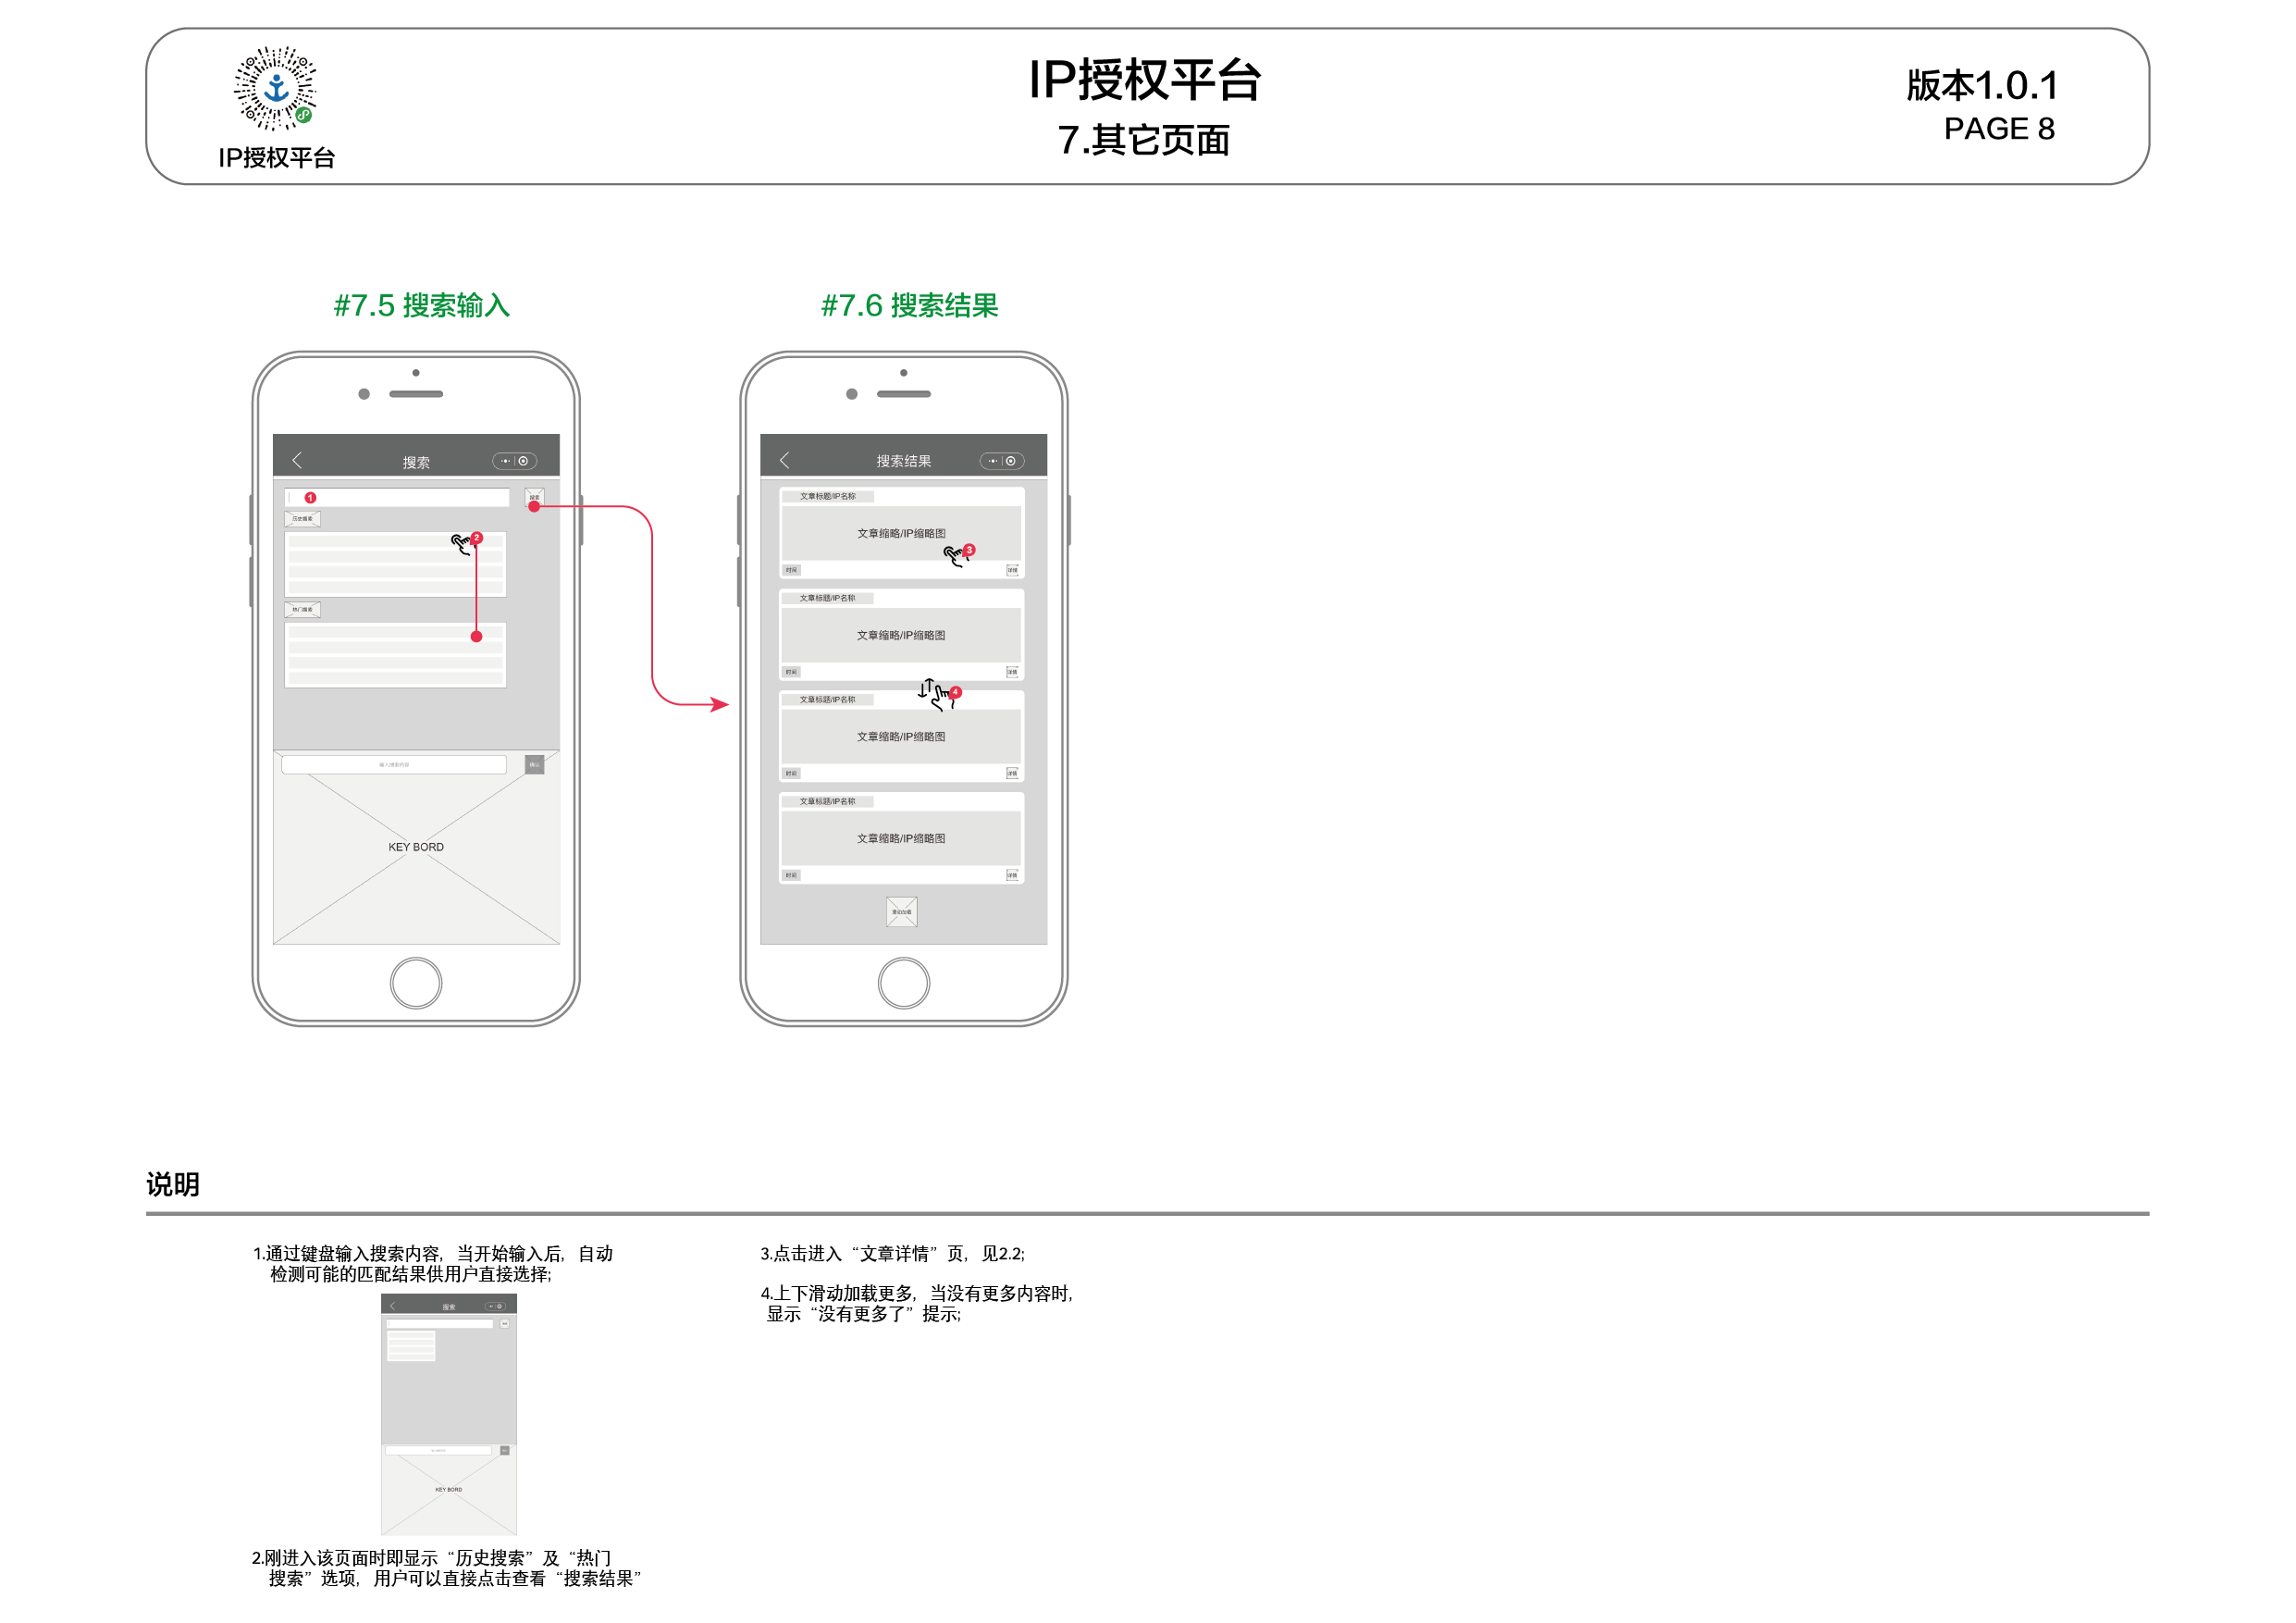 IP授权平台
IP授权平台
7.其它页面
版本1.0.1
PAGE 8
#7.5 搜索输入
#7.6 搜索结果
搜索
1
搜索
历史搜索
2
热门搜索
输入搜索内容
确认
KEY BORD
搜索结果
文章标题/IP名称
文章缩略/IP缩略图
3
时间
详情
文章标题/IP名称
文章缩略/IP缩略图
时间
详情
4
文章标题/IP名称
文章缩略/IP缩略图
时间
详情
文章标题/IP名称
文章缩略/IP缩略图
时间
详情
滑动加载
说明
1.通过键盘输入搜索内容，当开始输入后，自动
检测可能的匹配结果供用户直接选择;
搜索
KEY BORD
2.刚进入该页面时即显示“历史搜索”及“热门
搜索”选项，用户可以直接点击查看“搜索结果”
3.点击进入“文章详情”页，见2.2;
4.上下滑动加载更多，当没有更多内容时，
显示“没有更多了”提示;